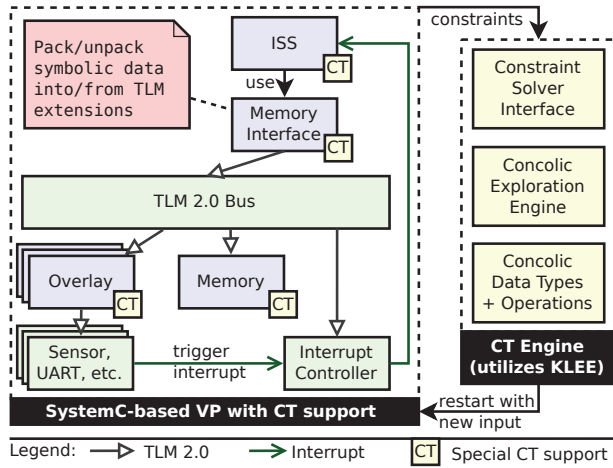 Pack/unpack
symbolic data
into/from TLM
extensions
ISS
CT
use
Memory
Interface
CT
TLM 2.0 Bus
Overlay
CT
Memory
CT
Sensor,
UART, etc.
trigger
interrupt
Interrupt
Controller
SystemC-based VP with CT support
constraints
Constraint
Solver
Interface
Concolic
Exploration
Engine
Concolic
Data Types
+ Operations
CT Engine
(utilizes KLEE)
restart with
new input
Legend: TLM 2.0 Interrupt CT Special CT support